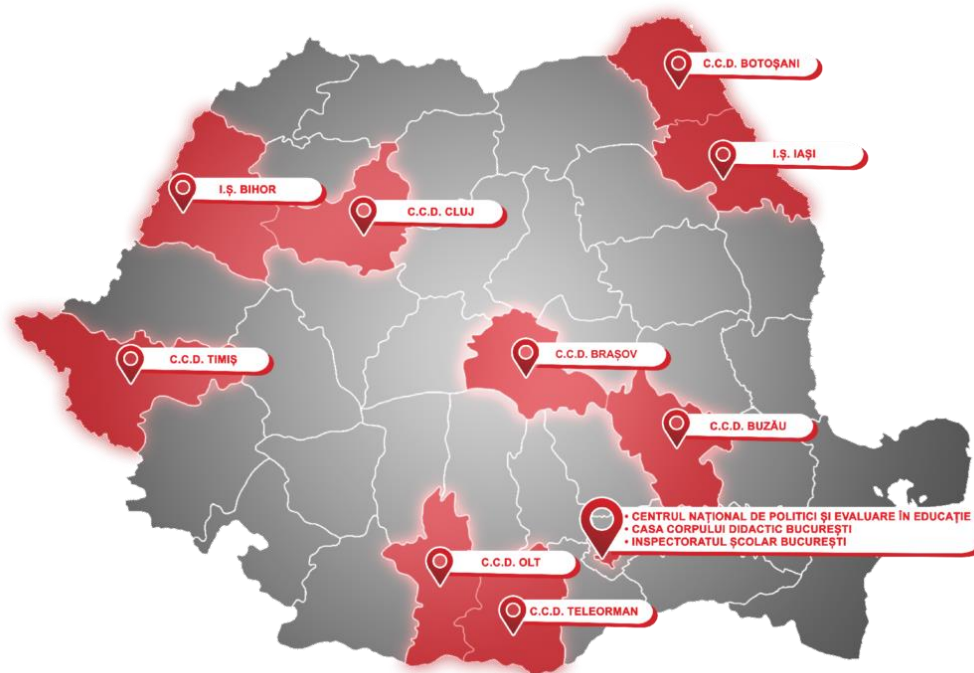 C.C.D. BOTOȘANI
I.Ș. IAȘI
I.Ș. BIHOR
C.C.D. CLUJ
C.C.D. TIMIȘ
C.C.D. BRAȘOV
C.C.D. BUZĂU
• CENTRUL NAȚIONAL DE POLITICI ȘI EVALUARE ÎN EDUCAȚIE
• CASA CORPULUI DIDACTIC BUCUREȘTI
• INSPECTORATUL ȘCOLAR BUCUREȘTI
C.C.D. OLT
C.C.D. TELEORMAN